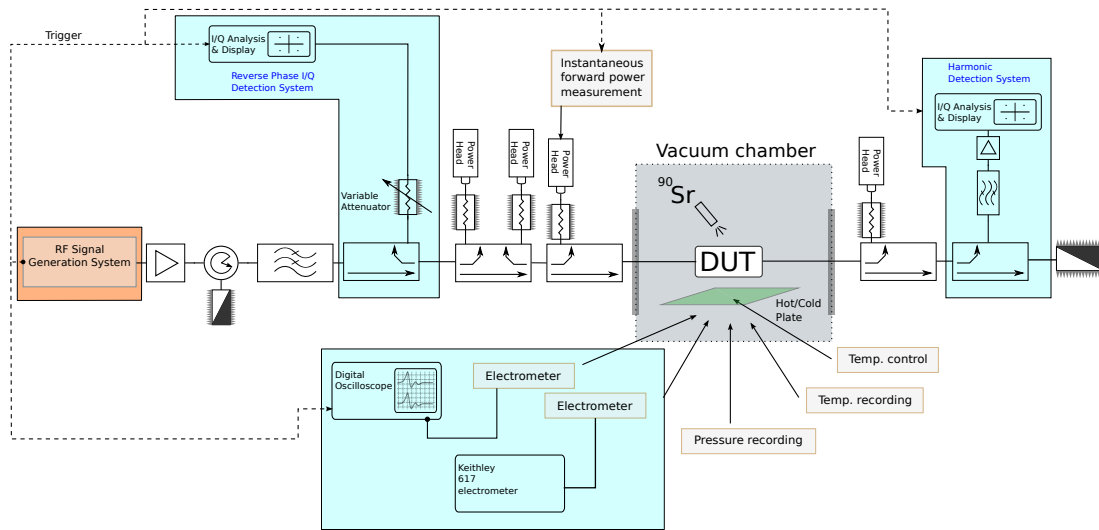 Trigger
I/Q Analysis
& Display
Reverse Phase I/Q
Detection System
Instantaneous
forward power
measurement
Harmonic
Detection System
I/Q Analysis
& Display
Power
Head
Power
Head
Power
Head
Power
Head
Vacuum chamber
90
Sr
Variable
Attenuator
RF Signal
Generation System
DUT
Hot/Cold
Plate
Digital
Oscilloscope
Electrometer
Electrometer
Keithley
617
electrometer
Temp. control
Temp. recording
Pressure recording